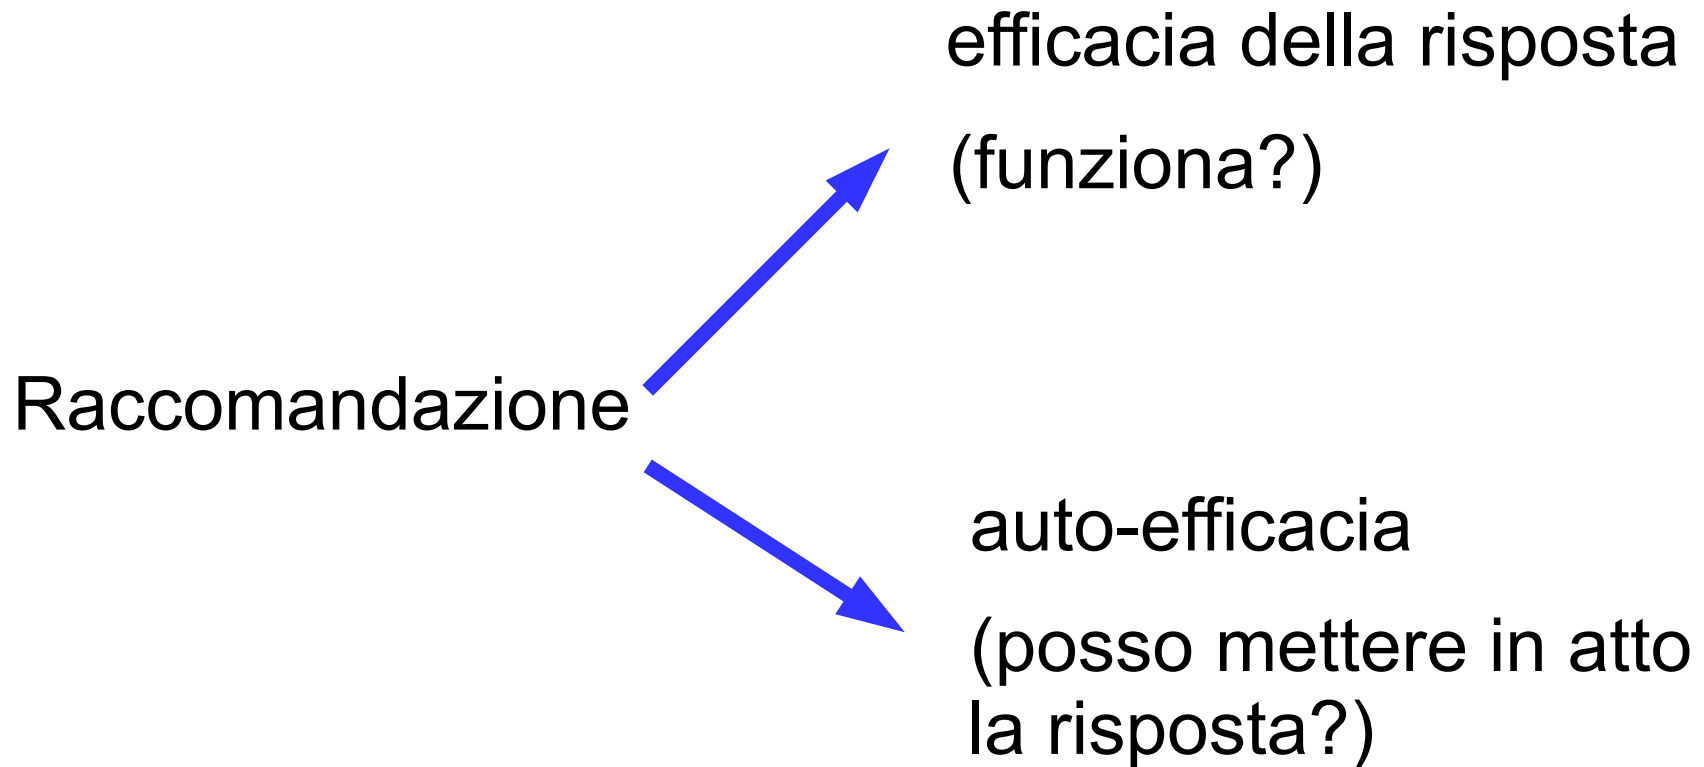 efficacia della risposta
(funziona?)
Raccomandazione
auto-efficacia
(posso mettere in atto
la risposta?)